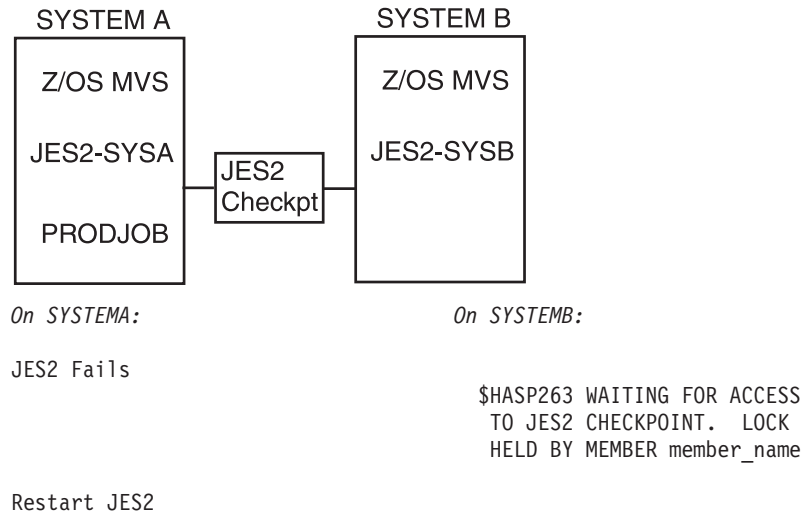 SYSTEM A
SYSTEM B
Z/OS MVS
Z/OS MVS
JES2-SYSA
JES2
Checkpt
JES2-SYSB
PRODJOB
On SYSTEMA:
On SYSTEMB:
JES2 Fails
$HASP263 WAITING FOR ACCESS
TO JES2 CHECKPOINT. LOCK
HELD BY MEMBER member_name
Restart JES2